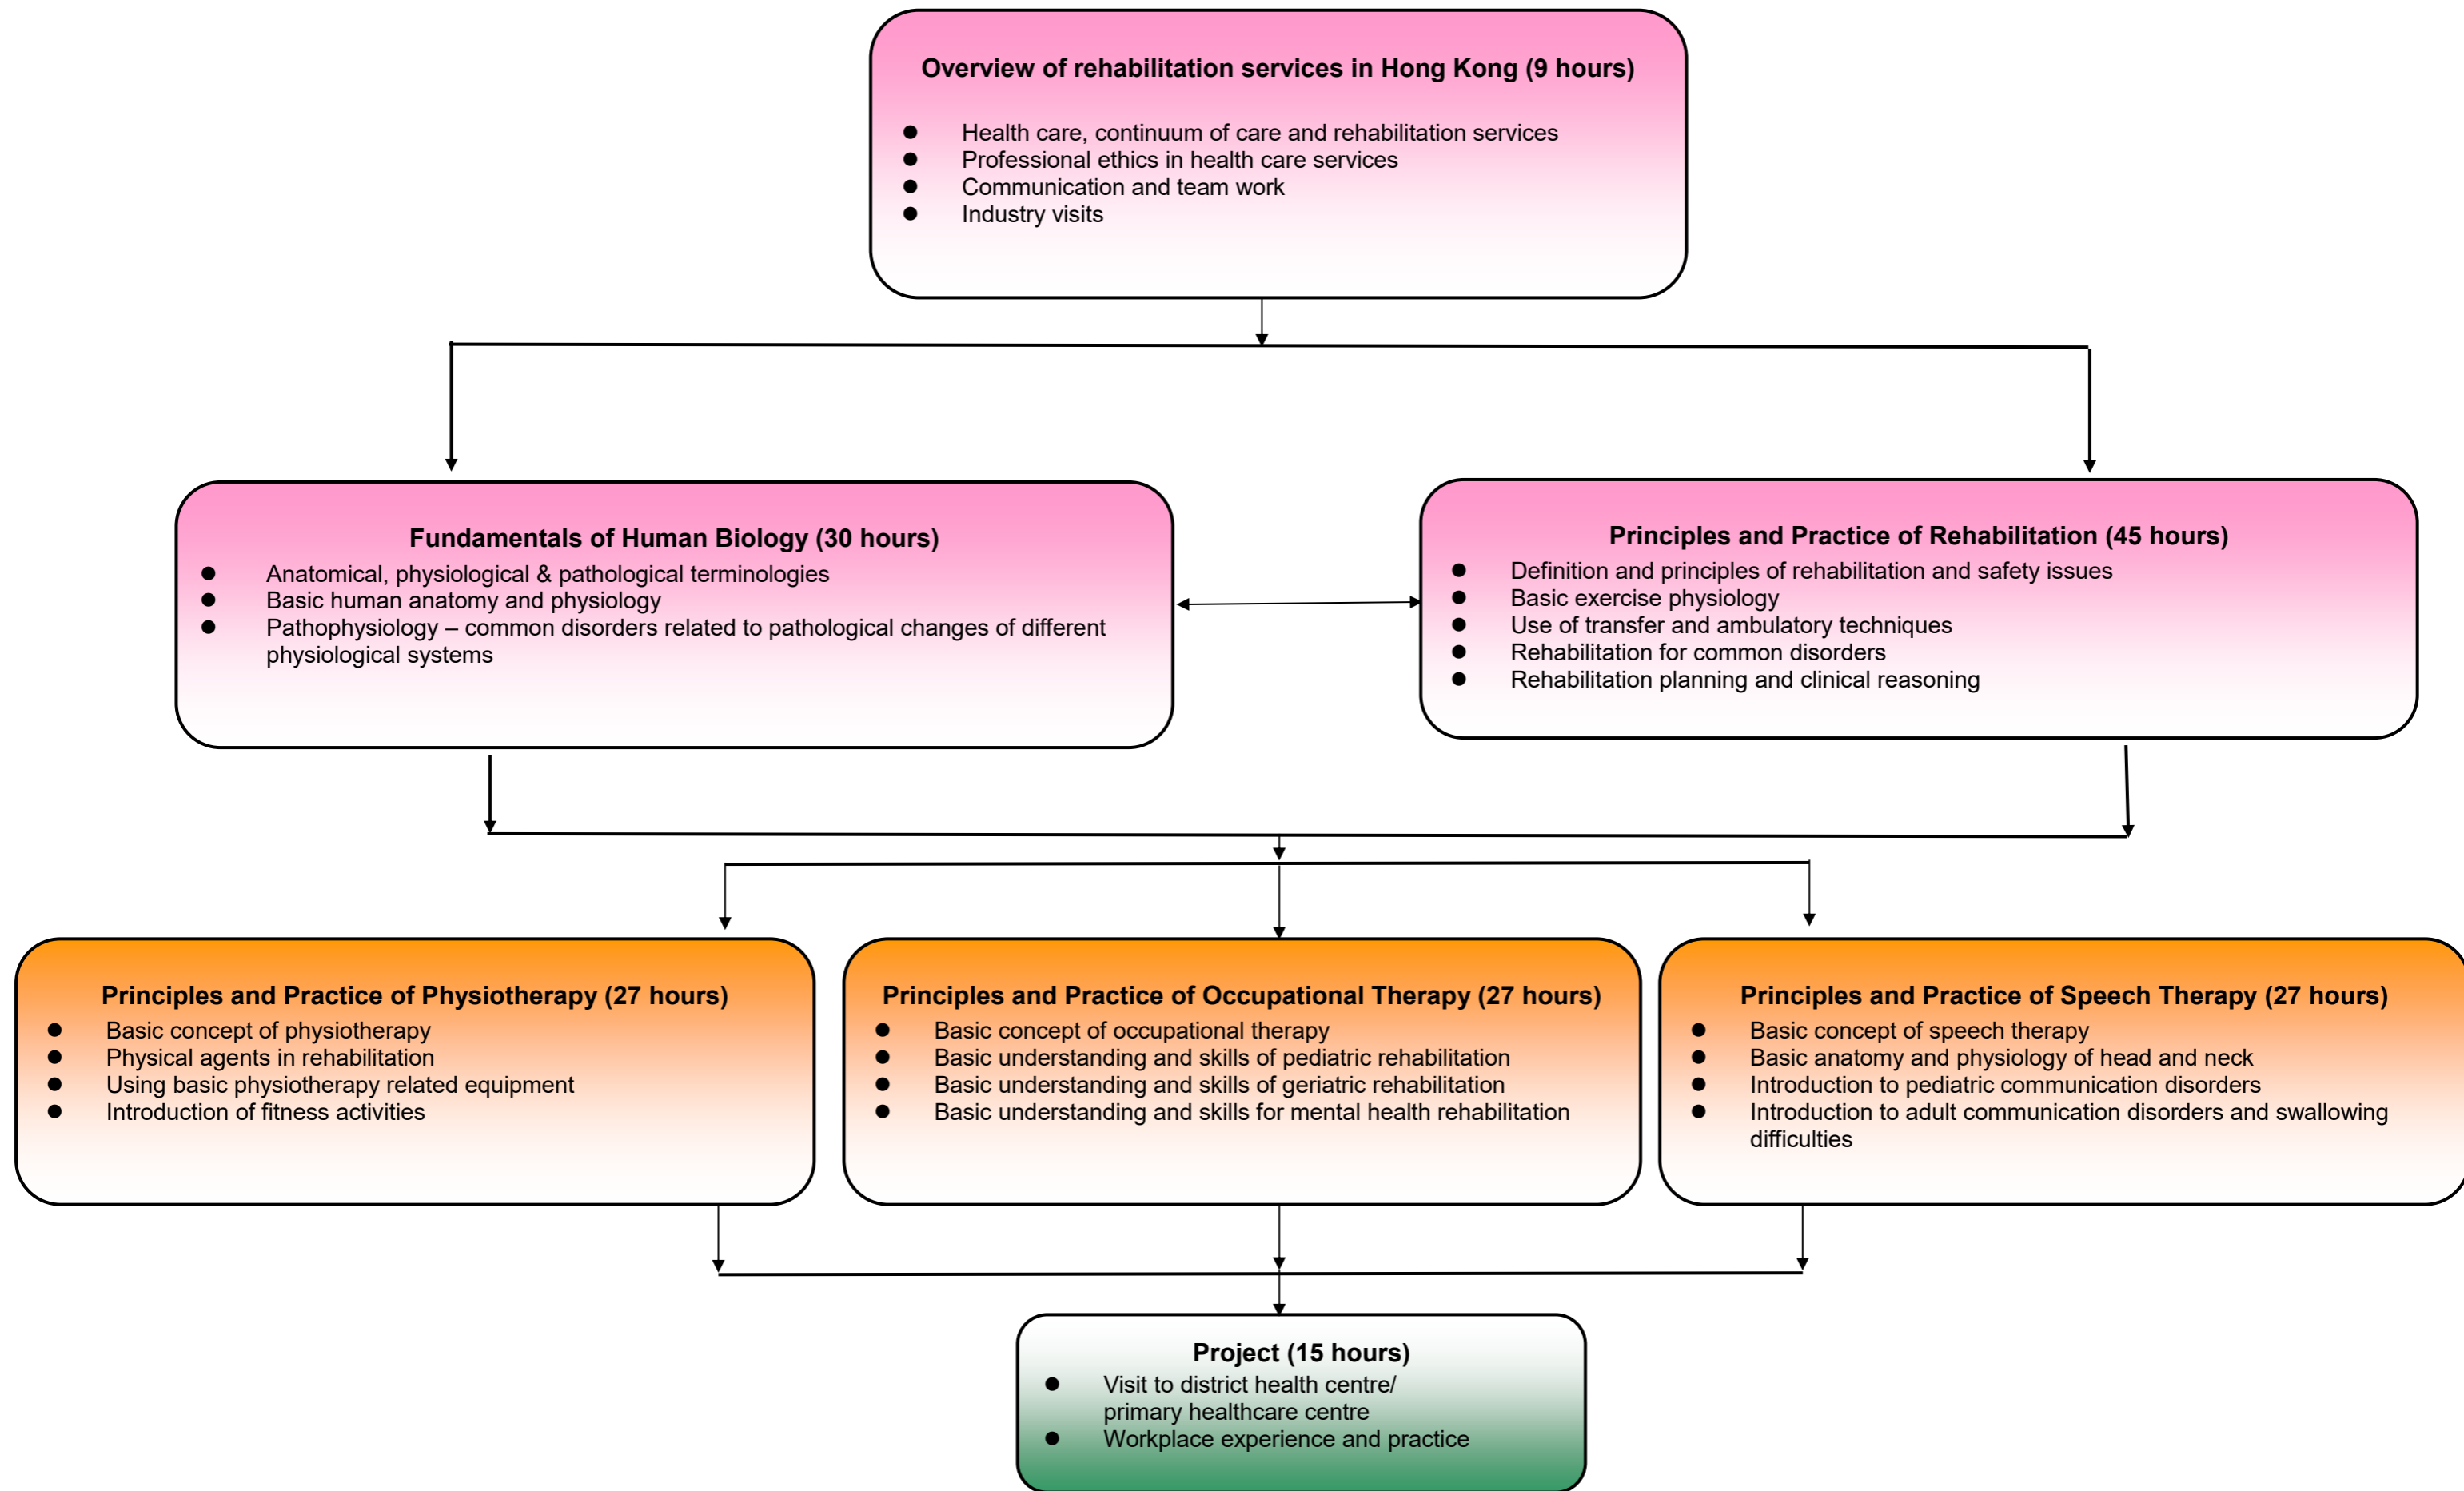 Overview of rehabilitation services in Hong Kong (9 hours)
● Health care, continuum of care and rehabilitation services
● Professional ethics in health care services
● Communication and team work
● Industry visits
Fundamentals of Human Biology (30 hours)
● Anatomical, physiological & pathological terminologies
● Basic human anatomy and physiology
● Pathophysiology – common disorders related to pathological changes of different
physiological systems
Principles and Practice of Rehabilitation (45 hours)
● Definition and principles of rehabilitation and safety issues
● Basic exercise physiology
● Use of transfer and ambulatory techniques
● Rehabilitation for common disorders
● Rehabilitation planning and clinical reasoning
Principles and Practice of Physiotherapy (27 hours)
● Basic concept of physiotherapy
● Physical agents in rehabilitation
● Using basic physiotherapy related equipment
● Introduction of fitness activities
Principles and Practice of Occupational Therapy (27 hours)
● Basic concept of occupational therapy
● Basic understanding and skills of pediatric rehabilitation
● Basic understanding and skills of geriatric rehabilitation
● Basic understanding and skills for mental health rehabilitation
Principles and Practice of Speech Therapy (27 hours)
● Basic concept of speech therapy
● Basic anatomy and physiology of head and neck
● Introduction to pediatric communication disorders
● Introduction to adult communication disorders and swallowing
difficulties
Project (15 hours)
● Visit to district health centre/
primary healthcare centre
● Workplace experience and practice